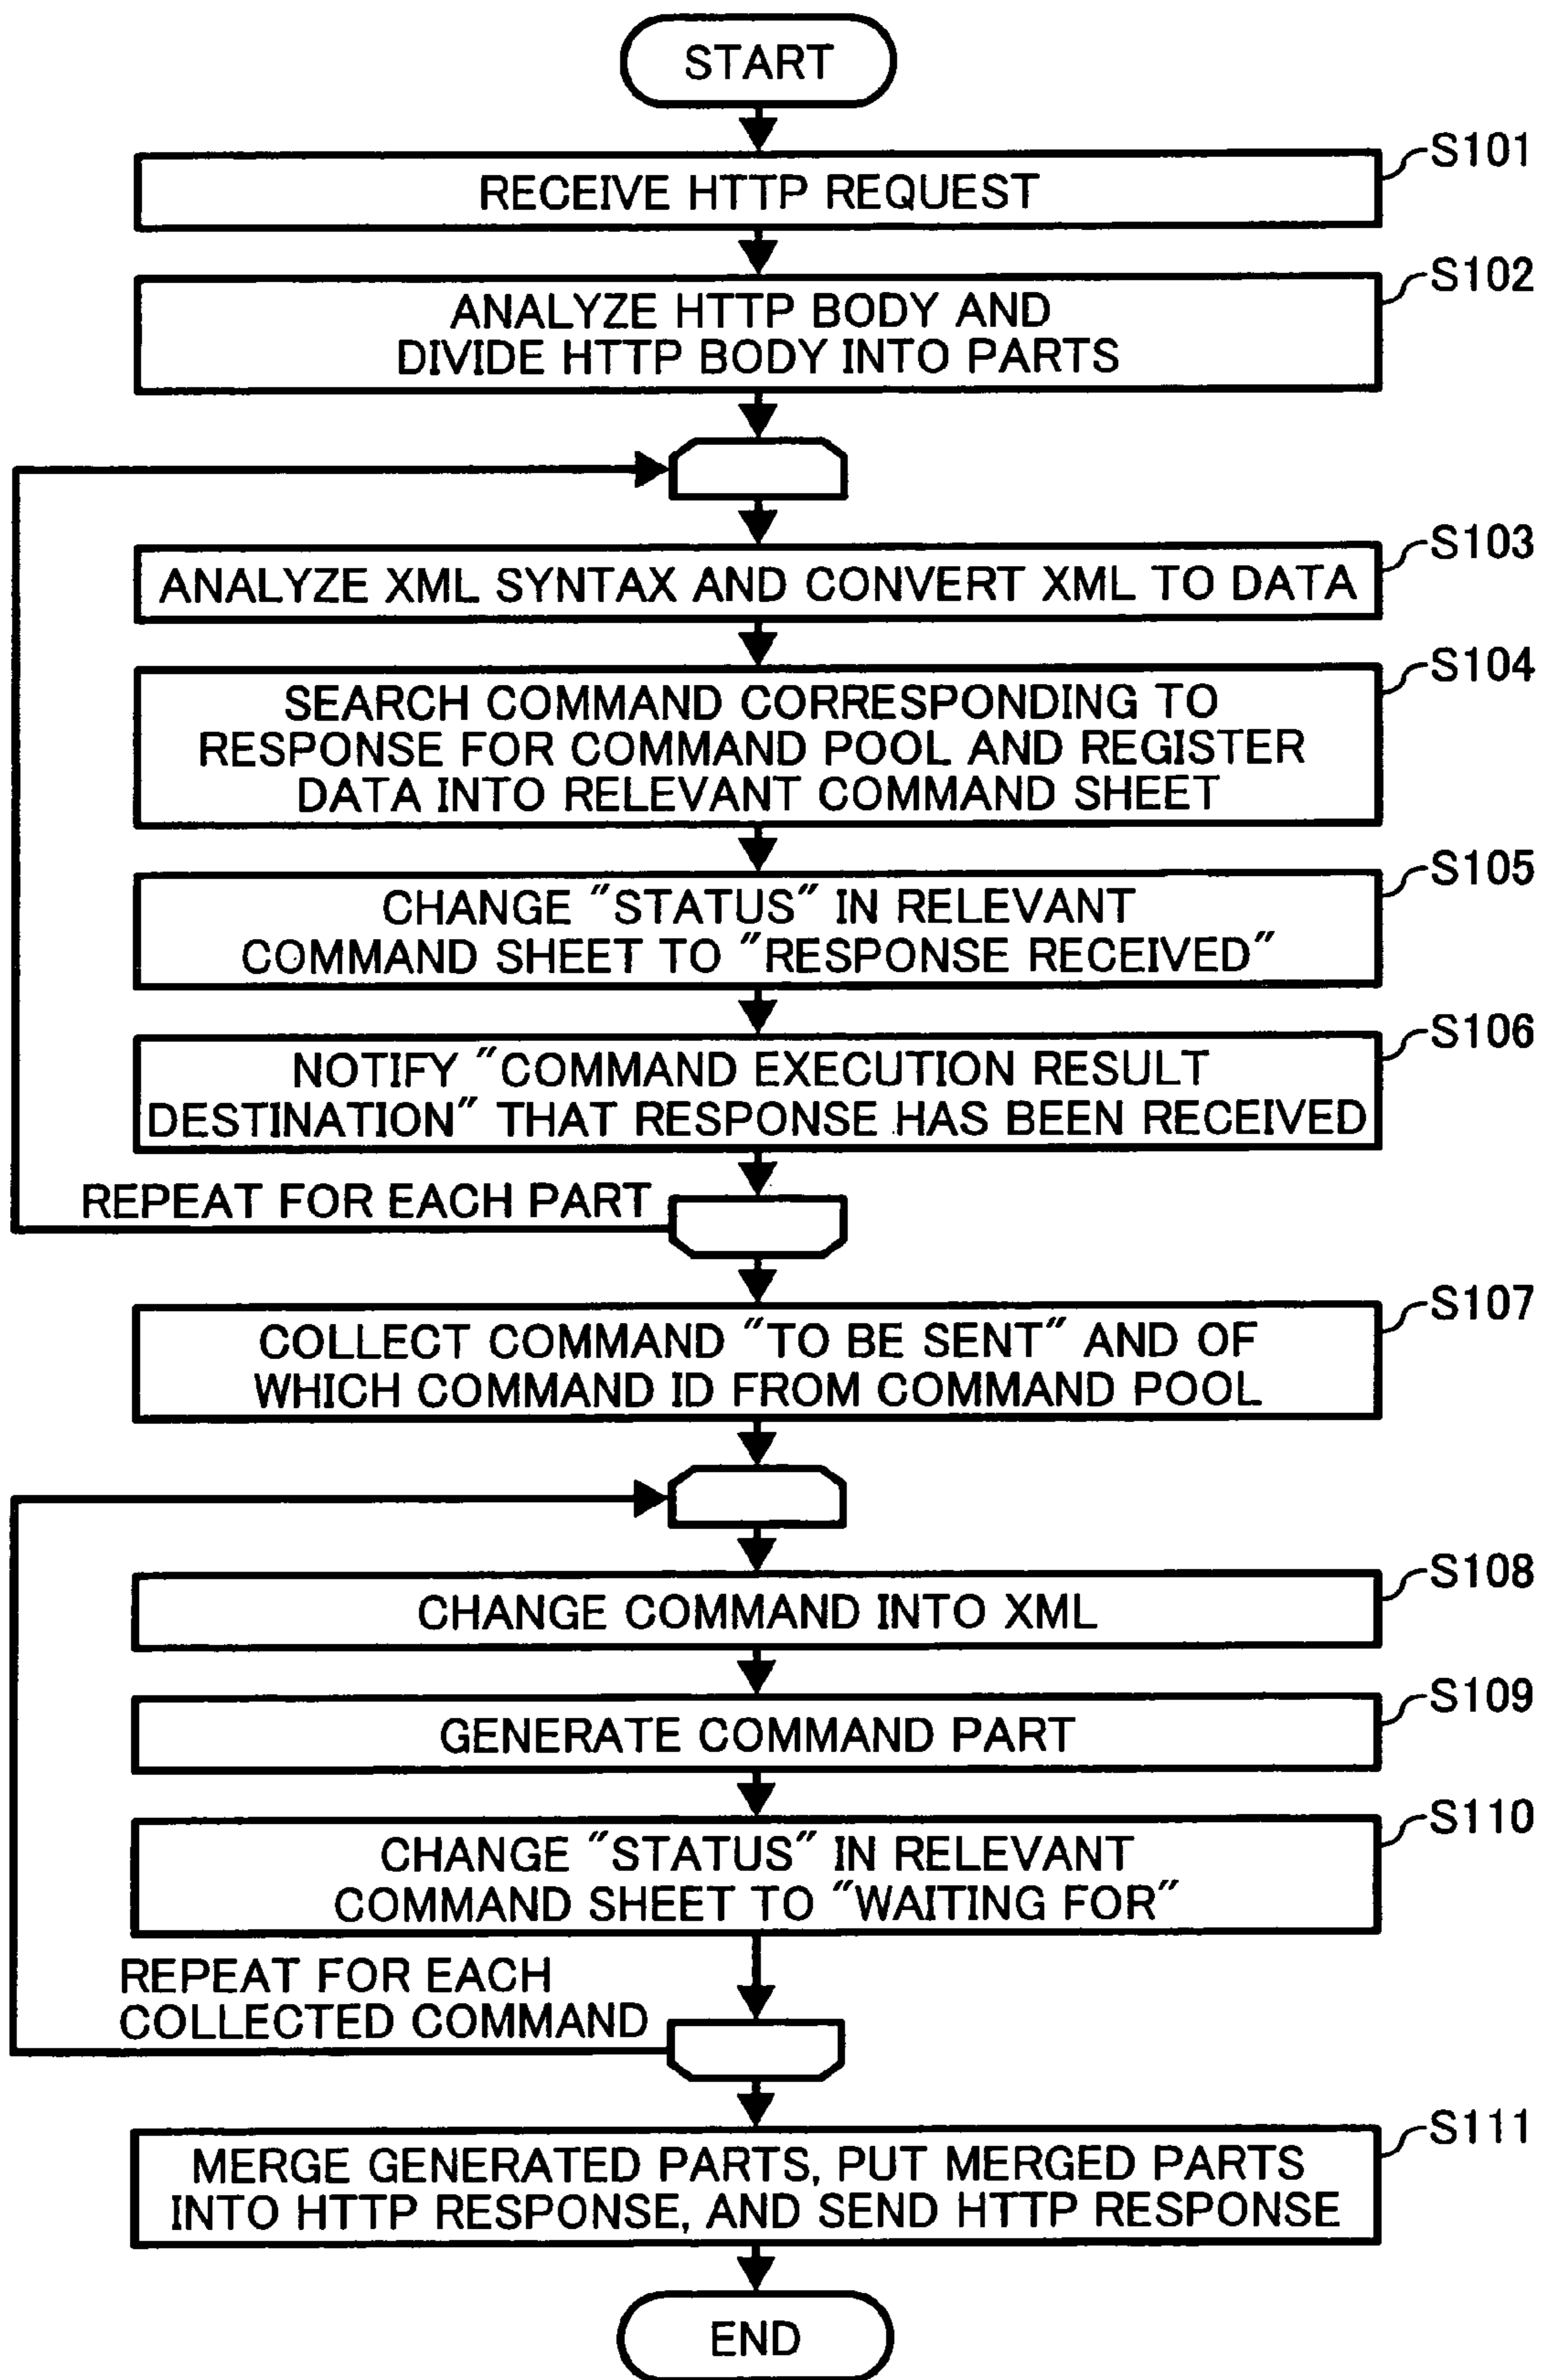 START
S101
RECEIVE HTTP REQUEST
S102
ANALYZE HTTP BODY AND
DIVIDE HTTP BODY INTO PARTS
S103
ANALYZE XML SYNTAX AND CONVERT XML TO DATA
S104
SEARCH COMMAND CORRESPONDING TO
RESPONSE FOR COMMAND POOL AND REGISTER
DATA INTO RELEVANT COMMAND SHEET
S105
CHANGE "STATUS" IN RELEVANT
COMMAND SHEET TO "RESPONSE RECEIVED"
S106
NOTIFY "COMMAND EXECUTION RESULT
DESTINATION" THAT RESPONSE HAS BEEN RECEIVED
REPEAT FOR EACH PART
S107
COLLECT COMMAND "TO BE SENT" AND OF
WHICH COMMAND ID FROM COMMAND POOL
S108
CHANGE COMMAND INTO XML
S109
GENERATE COMMAND PART
S110
CHANGE "STATUS" IN RELEVANT
COMMAND SHEET TO "WAITING FOR"
REPEAT FOR EACH
COLLECTED COMMAND
S111
MERGE GENERATED PARTS, PUT MERGED PARTS
INTO HTTP RESPONSE, AND SEND HTTP RESPONSE
END